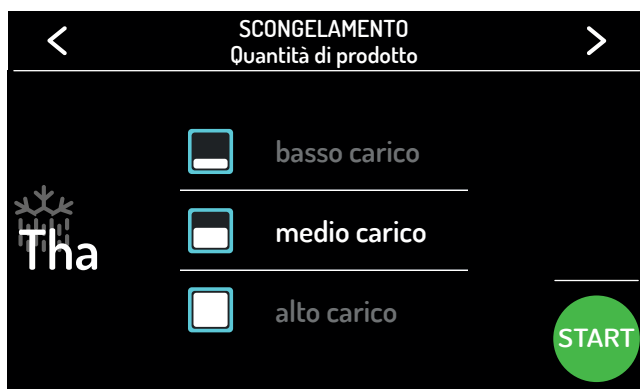 SCONGELAMENTO
Quantità di prodotto
basso carico
medio carico
Tha
alto carico
START